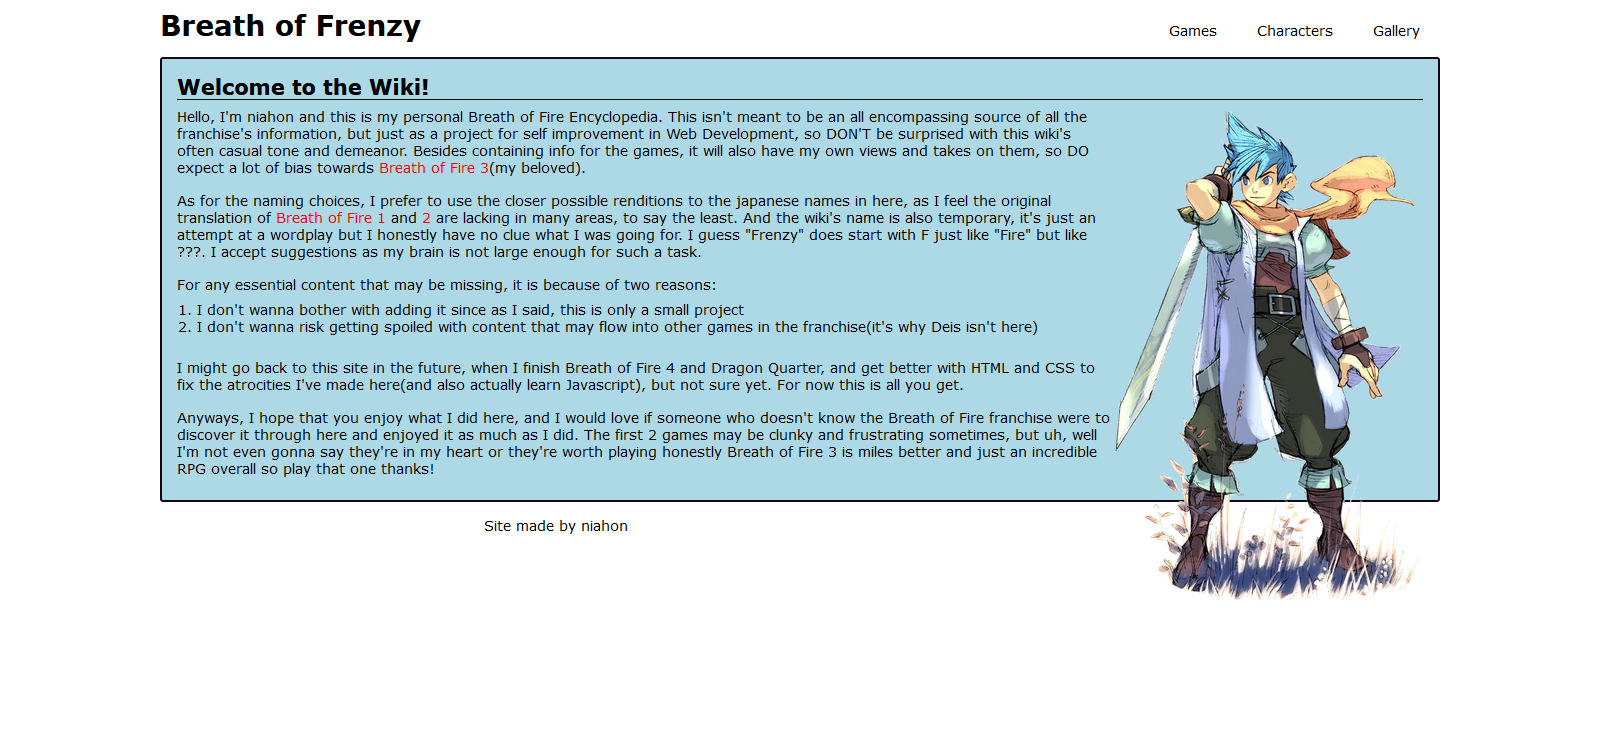 Breath of Frenzy
Games Characters Gallery
Welcome to the Wiki!
Hello, I'm niahon and this is my personal Breath of Fire Encyclopedia. This isn't meant to be an all encompassing source of all the
franchise's information, but just as a project for self improvement in Web Development, so DON'T be surprised with this wiki's
often casual tone and demeanor. Besides containing info for the games, it will also have my own views and takes on them, so DO
expect a lot of bias towards Breath of Fire 3(my beloved).
As for the naming choices, I prefer to use the closer possible renditions to the japanese names in here, as I feel the original
translation of Breath of Fire 1 and 2 are lacking in many areas, to say the least. And the wiki's name is also temporary, it's just an
attempt at a wordplay but I honestly have no clue what I was going for. I guess "Frenzy" does start with F just like "Fire" but like
???. I accept suggestions as my brain is not large enough for such a task.
For any essential content that may be missing, it is because of two reasons:
1. I don't wanna bother with adding it since as I said, this is only a small project
2. I don't wanna risk getting spoiled with content that may flow into other games in the franchise(it's why Deis isn't here)
I might go back to this site in the future, when I finish Breath of Fire 4 and Dragon Quarter, and get better with HTML and CSS to
fix the atrocities I've made here(and also actually learn Javascript), but not sure yet. For now this is all you get.
Anyways, I hope that you enjoy what I did here, and I would love if someone who doesn't know the Breath of Fire franchise were to
discover it through here and enjoyed it as much as I did. The first 2 games may be clunky and frustrating sometimes, but uh, well
I'm not even gonna say they're in my heart or they're worth playing honestly Breath of Fire 3 is miles better and just an incredible
RPG overall so play that one thanks!
Site made by niahon